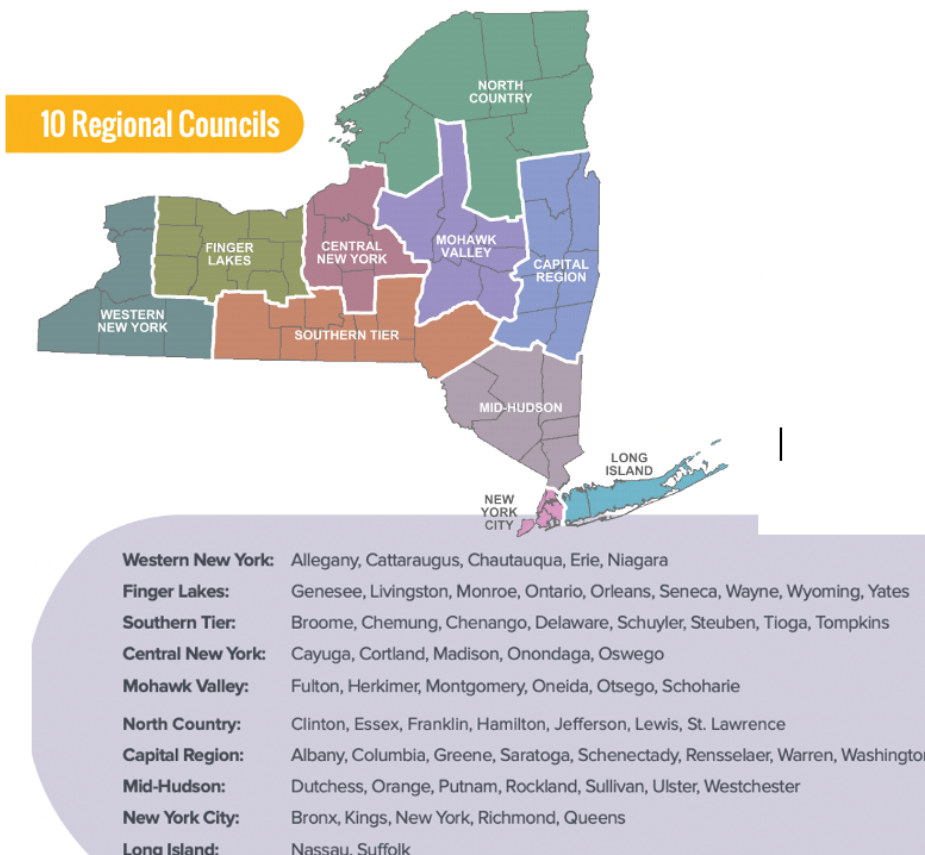 NORTH
COUNTRY
10 Regional Councils
FINGER
LAKES
CENTRAL
NEW YORK
MOHAWK
VALLEY
CAPITAL
REGION
WESTERN
NEW YORK
SOUTHERN TIER
MID-HUDSON
LONG
ISLAND
NEW
YORK
CITY
Western New York: Allegany, Cattaraugus, Chautauqua, Erie, Niagara
Finger Lakes: Genesee, Livingston, Monroe, Ontario, Orleans, Seneca, Wayne, Wyoming, Yates
Southern Tier: Broome, Chemung, Chenango, Delaware, Schuyler, Steuben, Tioga, Tompkins
Central New York: Cayuga, Cortland, Madison, Onondaga, Oswego
Mohawk Valley: Fulton, Herkimer, Montgomery, Oneida, Otsego, Schoharie
North Country: Clinton, Essex, Franklin, Hamilton, Jefferson, Lewis, St. Lawrence
Capital Region: Albany, Columbia, Greene, Saratoga, Schenectady, Rensselaer, Warren, Washington
Mid-Hudson: Dutchess, Orange, Putnam, Rockland, Sullivan, Ulster, Westchester
New York City: Bronx, Kings, New York, Richmond, Queens
Long Island: Nassau, Suffolk